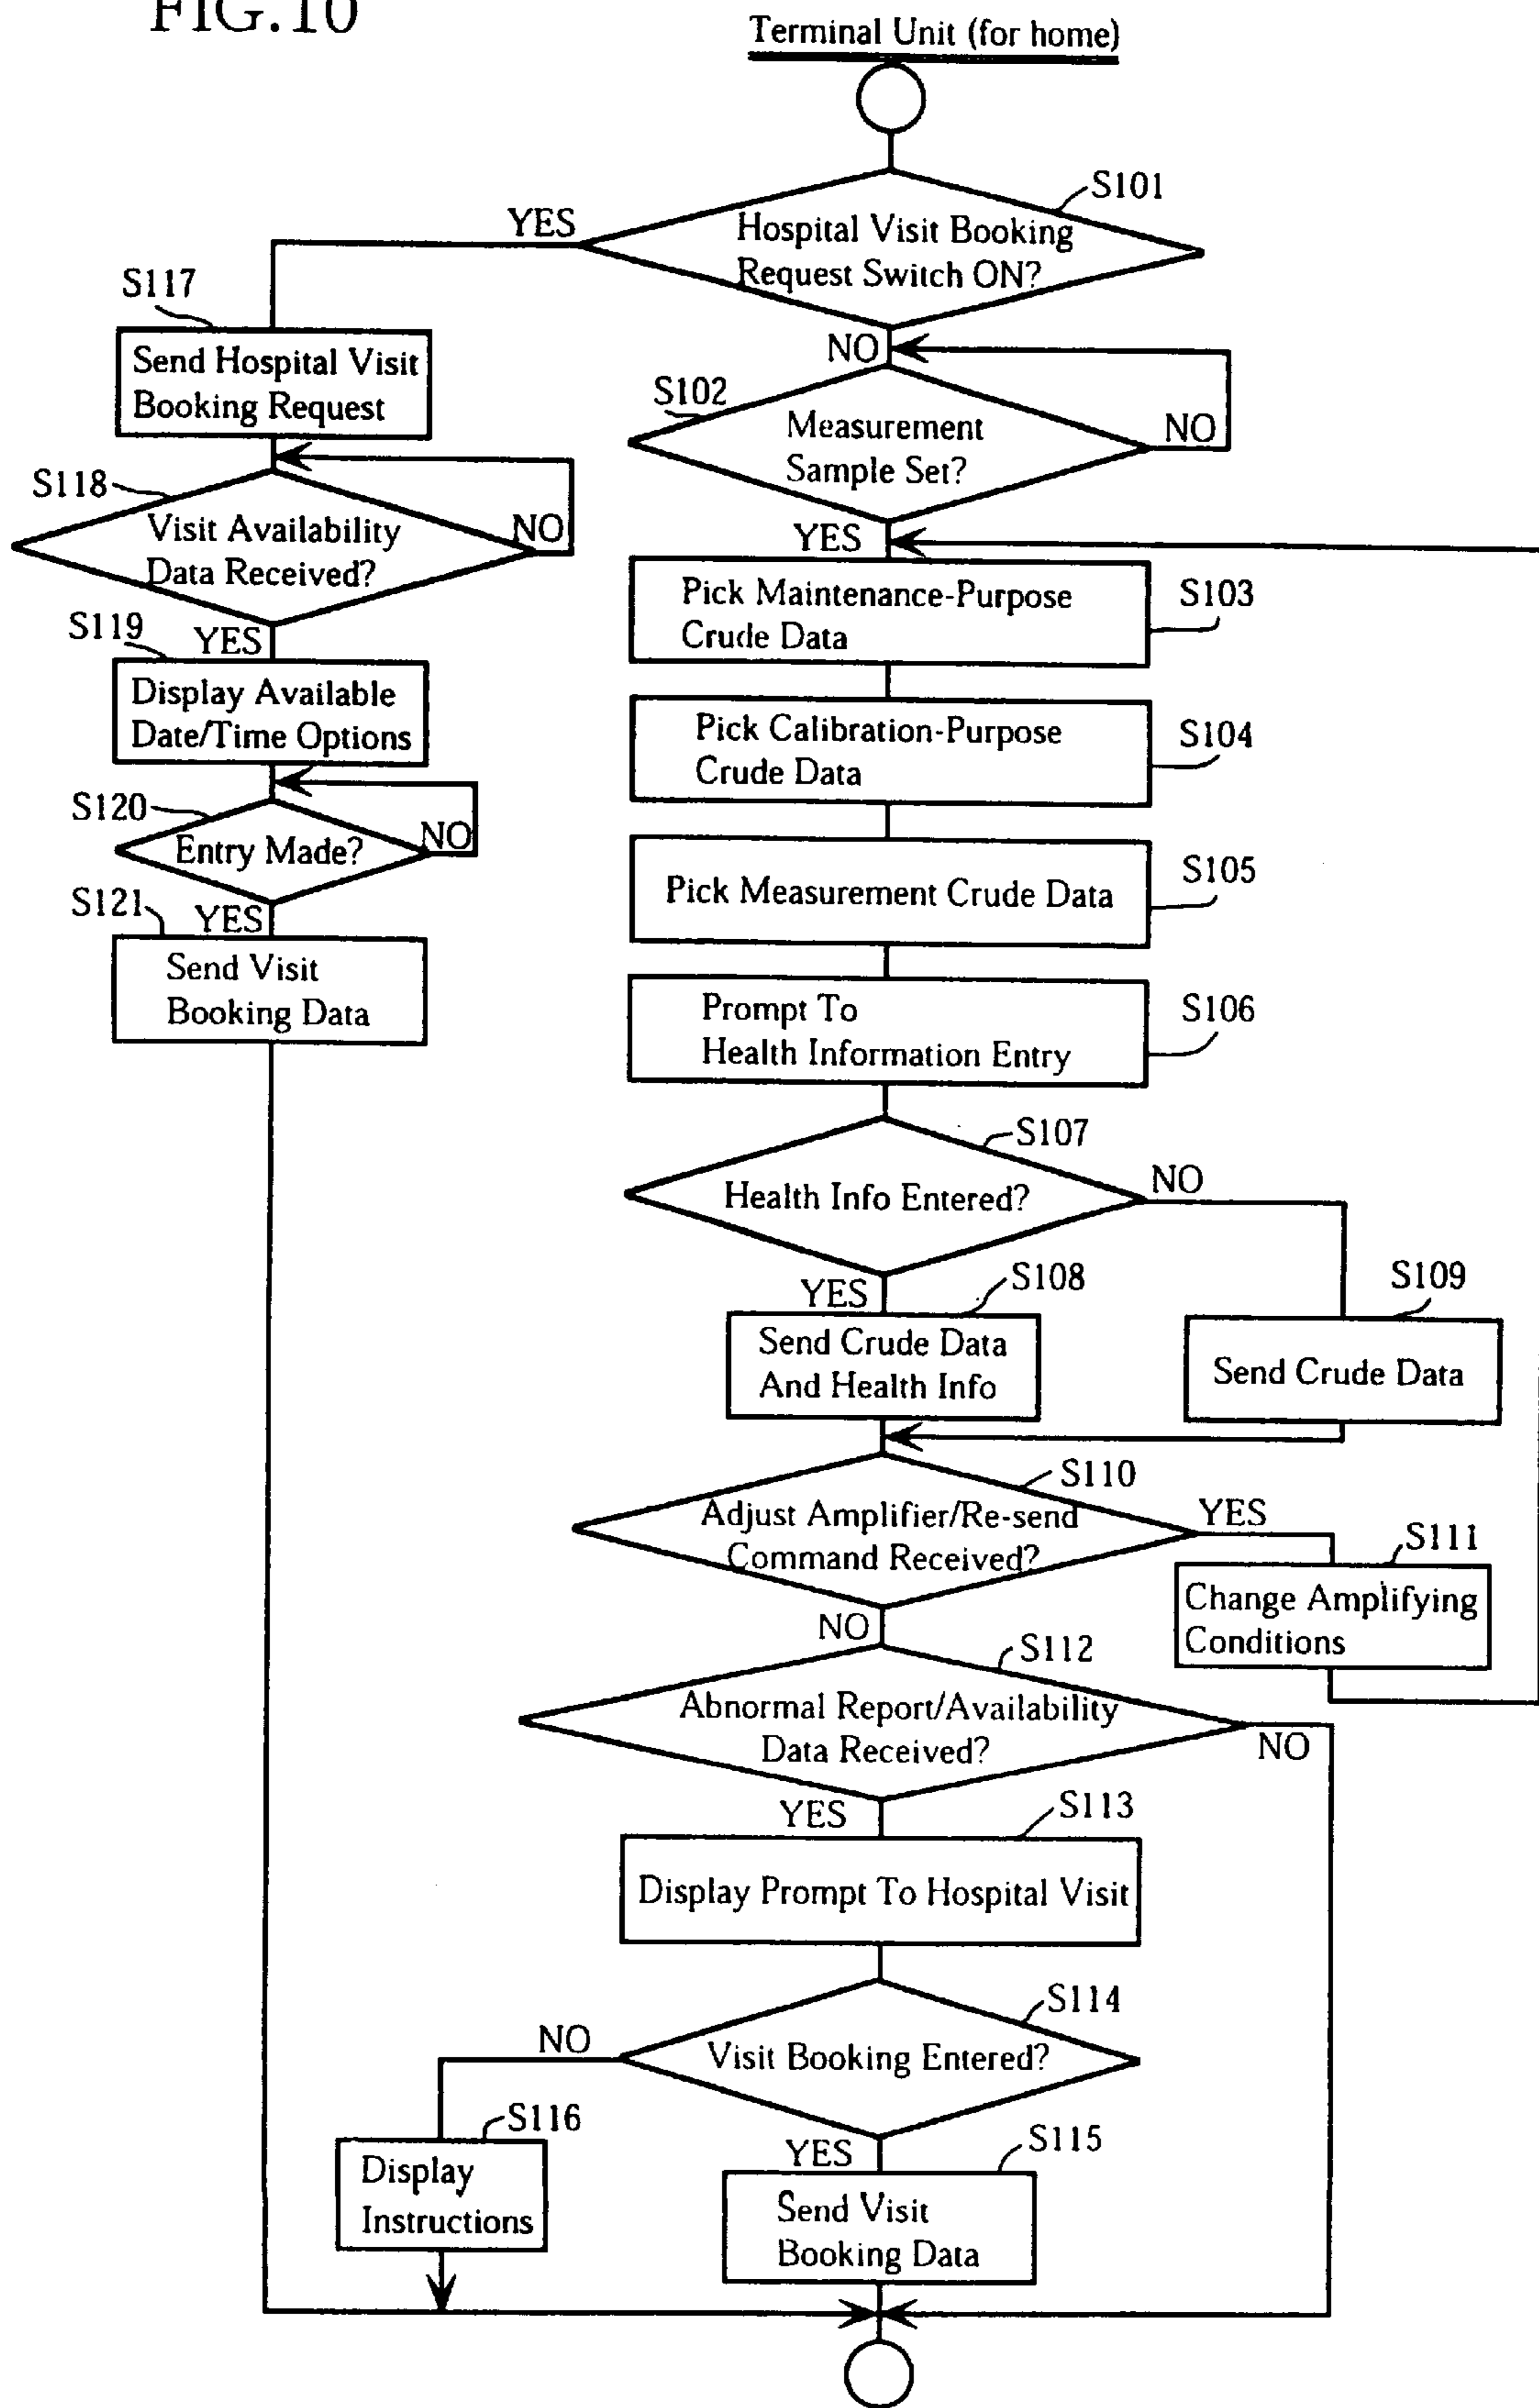 FIG.10
Terminal Unit (for home)
S101
YES
Hospital Visit Booking
Request Switch ON?
S117
NO
Send Hospital Visit
Booking Request
S102
Measurement
Sample Set?
NO
S118
Visit Availability
Data Received?
NO
YES
S119
YES
Pick Maintenance-Purpose
Crude Data
S103
Display Available
Date/Time Options
Pick Calibration-Purpose
Crude Data
S104
S120
Entry Made?
NO
S121
YES
Pick Measurement Crude Data
S105
Send Visit
Booking Data
Prompt To
Health Information Entry
S106
S107
Health Info Entered?
NO
YES
S108
S109
Send Crude Data
And Health Info
Send Crude Data
S110
Adjust Amplifier/Re-send
Command Received?
YES
S111
Change Amplifying
Conditions
NO
S112
Abnormal Report/Availability
Data Received?
NO
YES
S113
Display Prompt To Hospital Visit
S114
NO
Visit Booking Entered?
S116
YES
S115
Display
Instructions
Send Visit
Booking Data